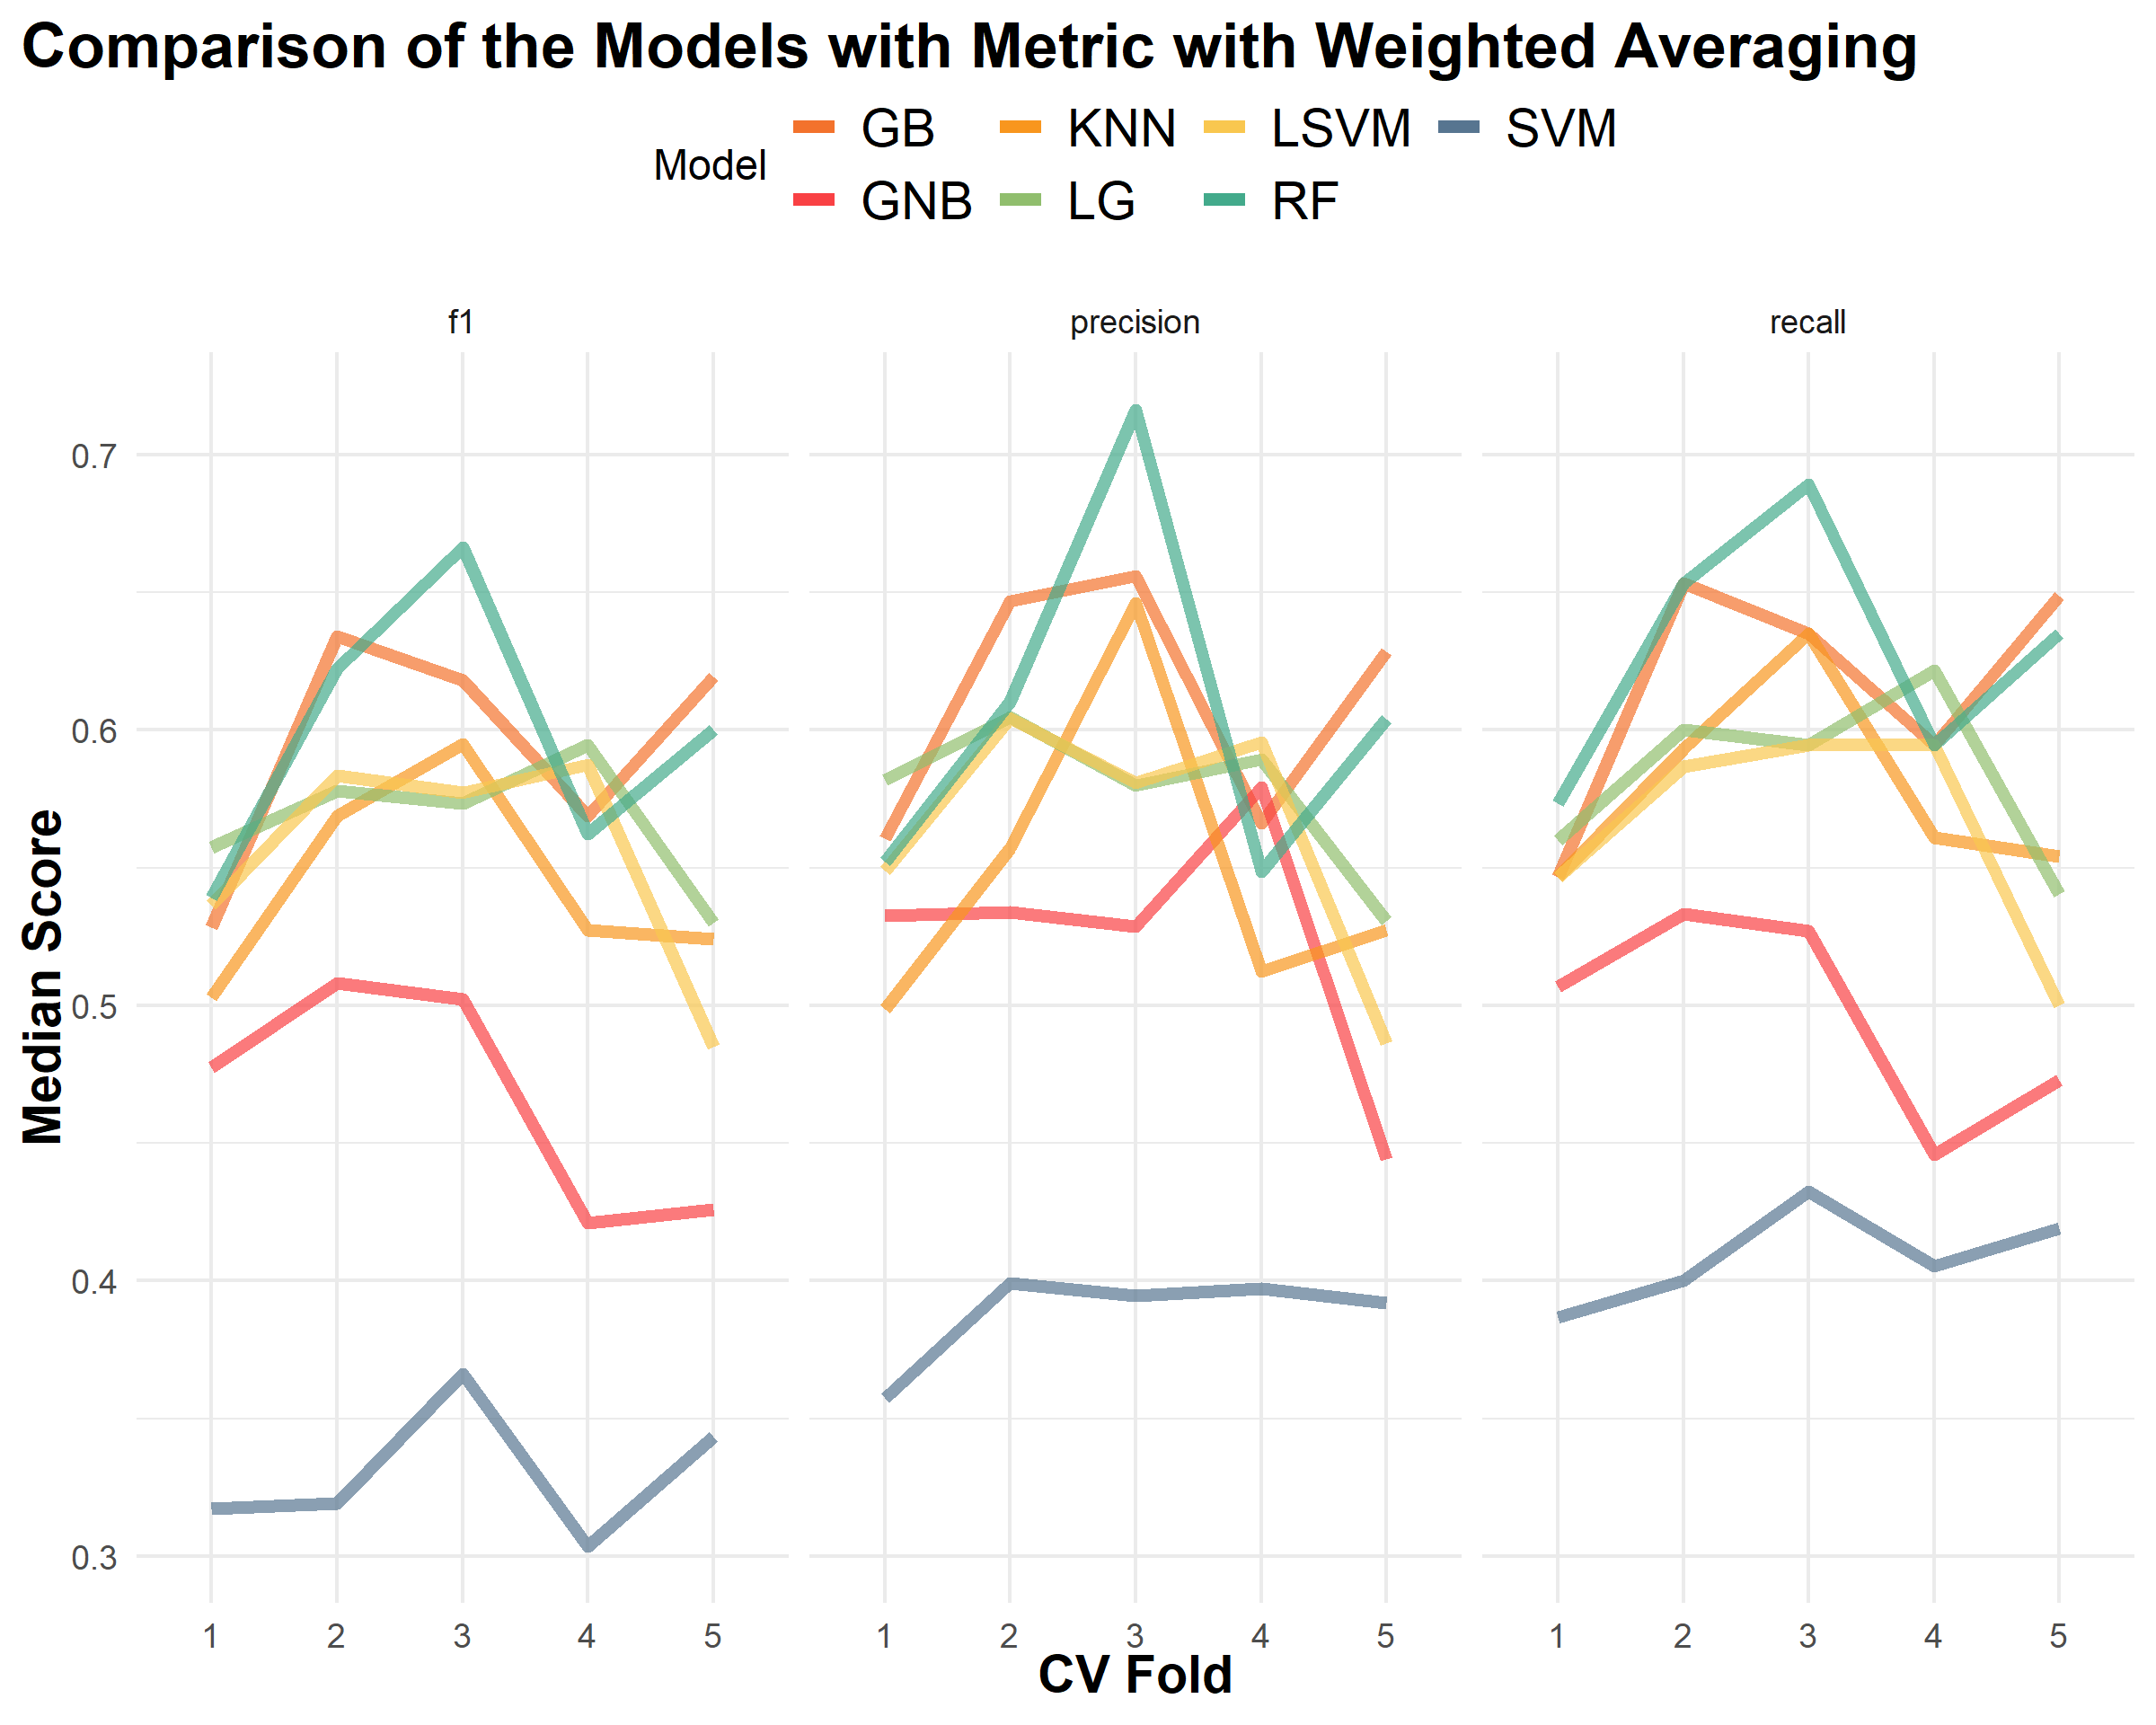 Comparison of the Models with Metric with Weighted Averaging
Model
GB KNN LSVM SVM
GNB LG RF
f1 precision recall
Median Score
0.7
0.6
0.5
0.4
0.3
1 2 3 4 5 1 2 3 4 5 1 2 3 4 5
CV Fold